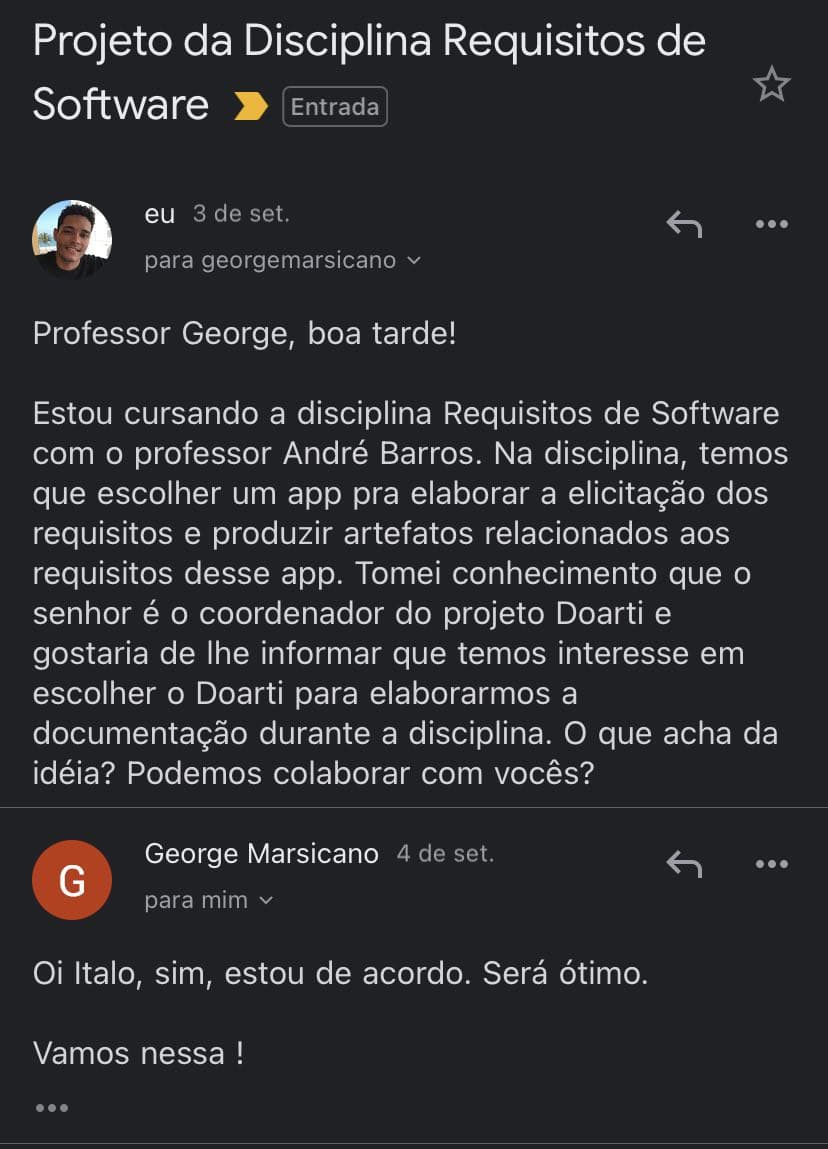 Projeto da Disciplina Requisitos de
Software Entrada
eu 3 de set.
para georgemarsicano
Professor George, boa tarde!
Estou cursando a disciplina Requisitos de Software
com o professor André Barros. Na disciplina, temos
que escolher um app pra elaborar a elicitação dos
requisitos e produzir artefatos relacionados aos
requisitos desse app. Tomei conhecimento que o
senhor é o coordenador do projeto Doarti e
gostaria de lhe informar que temos interesse em
escolher o Doarti para elaborarmos a
documentação durante a disciplina. O que acha da
idéia? Podemos colaborar com vocês?
G
George Marsicano 4 de set.
para mim
Oi Italo, sim, estou de acordo. Será ótimo.
Vamos nessa !